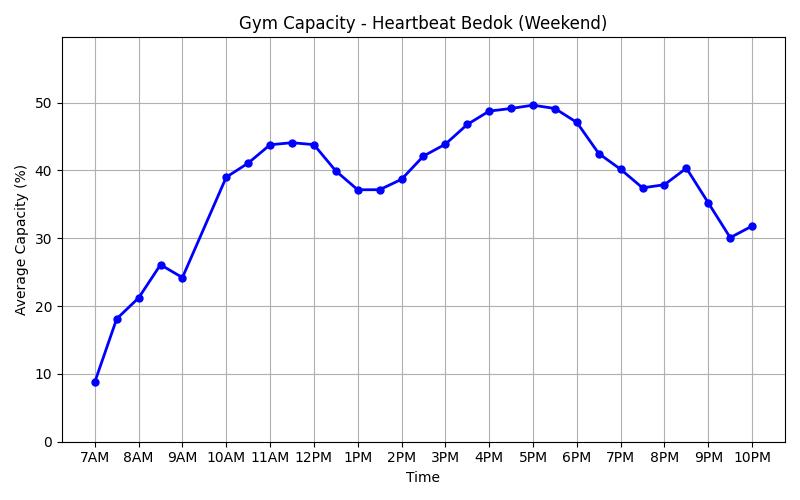 Gym Capacity - Heartbeat Bedok (Weekend)
Average Capacity (%)
50
40
30
20
10
0
7AM 8AM 9AM 10AM 11AM 12PM 1PM 2PM 3PM 4PM 5PM 6PM 7PM 8PM 9PM 10PM
Time